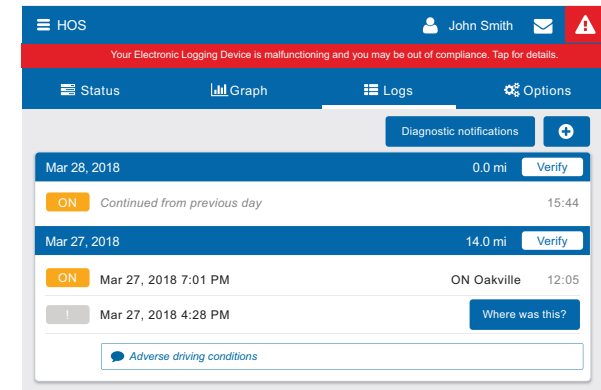 HOS John Smith
Your Electronic Logging Device is malfunctioning and you may be out of compliance. Tap for details.
Status Graph Logs Options
Diagnostic notifications
Mar 28, 2018 0.0 mi Verify
ON Continued from previous day 15:44
Mar 27, 2018 14.0 mi Verify
ON Mar 27, 2018 7:01 PM ON Oakville 12:05
! Mar 27, 2018 4:28 PM Where was this?
Adverse driving conditions